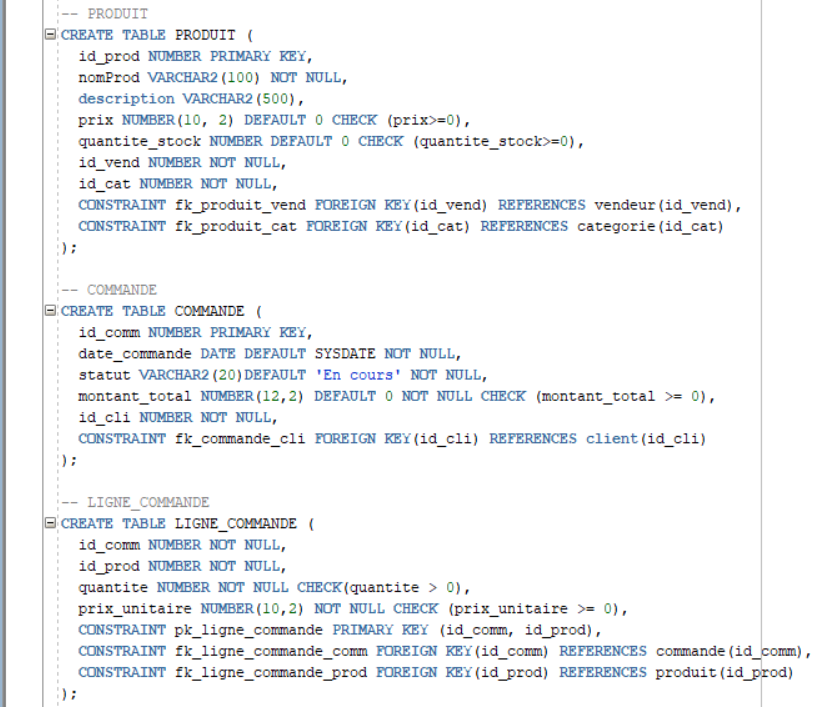 -- PRODUIT
CREATE TABLE PRODUIT (
id_prod NUMBER PRIMARY KEY,
nomProd VARCHAR2(100) NOT NULL,
description VARCHAR2(500),
prix NUMBER(10, 2) DEFAULT 0 CHECK (prix>=0),
quantite_stock NUMBER DEFAULT 0 CHECK (quantite_stock>=0),
id_vend NUMBER NOT NULL,
id_cat NUMBER NOT NULL,
CONSTRAINT fk_produit_vend FOREIGN KEY(id_vend) REFERENCES vendeur(id_vend),
CONSTRAINT fk_produit_cat FOREIGN KEY(id_cat) REFERENCES categorie(id_cat)
);
-- COMMANDE
CREATE TABLE COMMANDE (
id_comm NUMBER PRIMARY KEY,
date_commande DATE DEFAULT SYSDATE NOT NULL,
statut VARCHAR2(20)DEFAULT 'En cours' NOT NULL,
montant_total NUMBER(12,2) DEFAULT 0 NOT NULL CHECK (montant_total >= 0),
id_cli NUMBER NOT NULL,
CONSTRAINT fk_commande_cli FOREIGN KEY(id_cli) REFERENCES client(id_cli)
);
-- LIGNE_COMMANDE
CREATE TABLE LIGNE_COMMANDE (
id_comm NUMBER NOT NULL,
id_prod NUMBER NOT NULL,
quantite NUMBER NOT NULL CHECK(quantite > 0),
prix_unitaire NUMBER(10,2) NOT NULL CHECK (prix_unitaire >= 0),
CONSTRAINT pk_ligne_commande PRIMARY KEY (id_comm, id_prod),
CONSTRAINT fk_ligne_commande_comm FOREIGN KEY(id_comm) REFERENCES commande(id_comm),
CONSTRAINT fk_ligne_commande_prod FOREIGN KEY(id_prod) REFERENCES produit(id_prod)
);